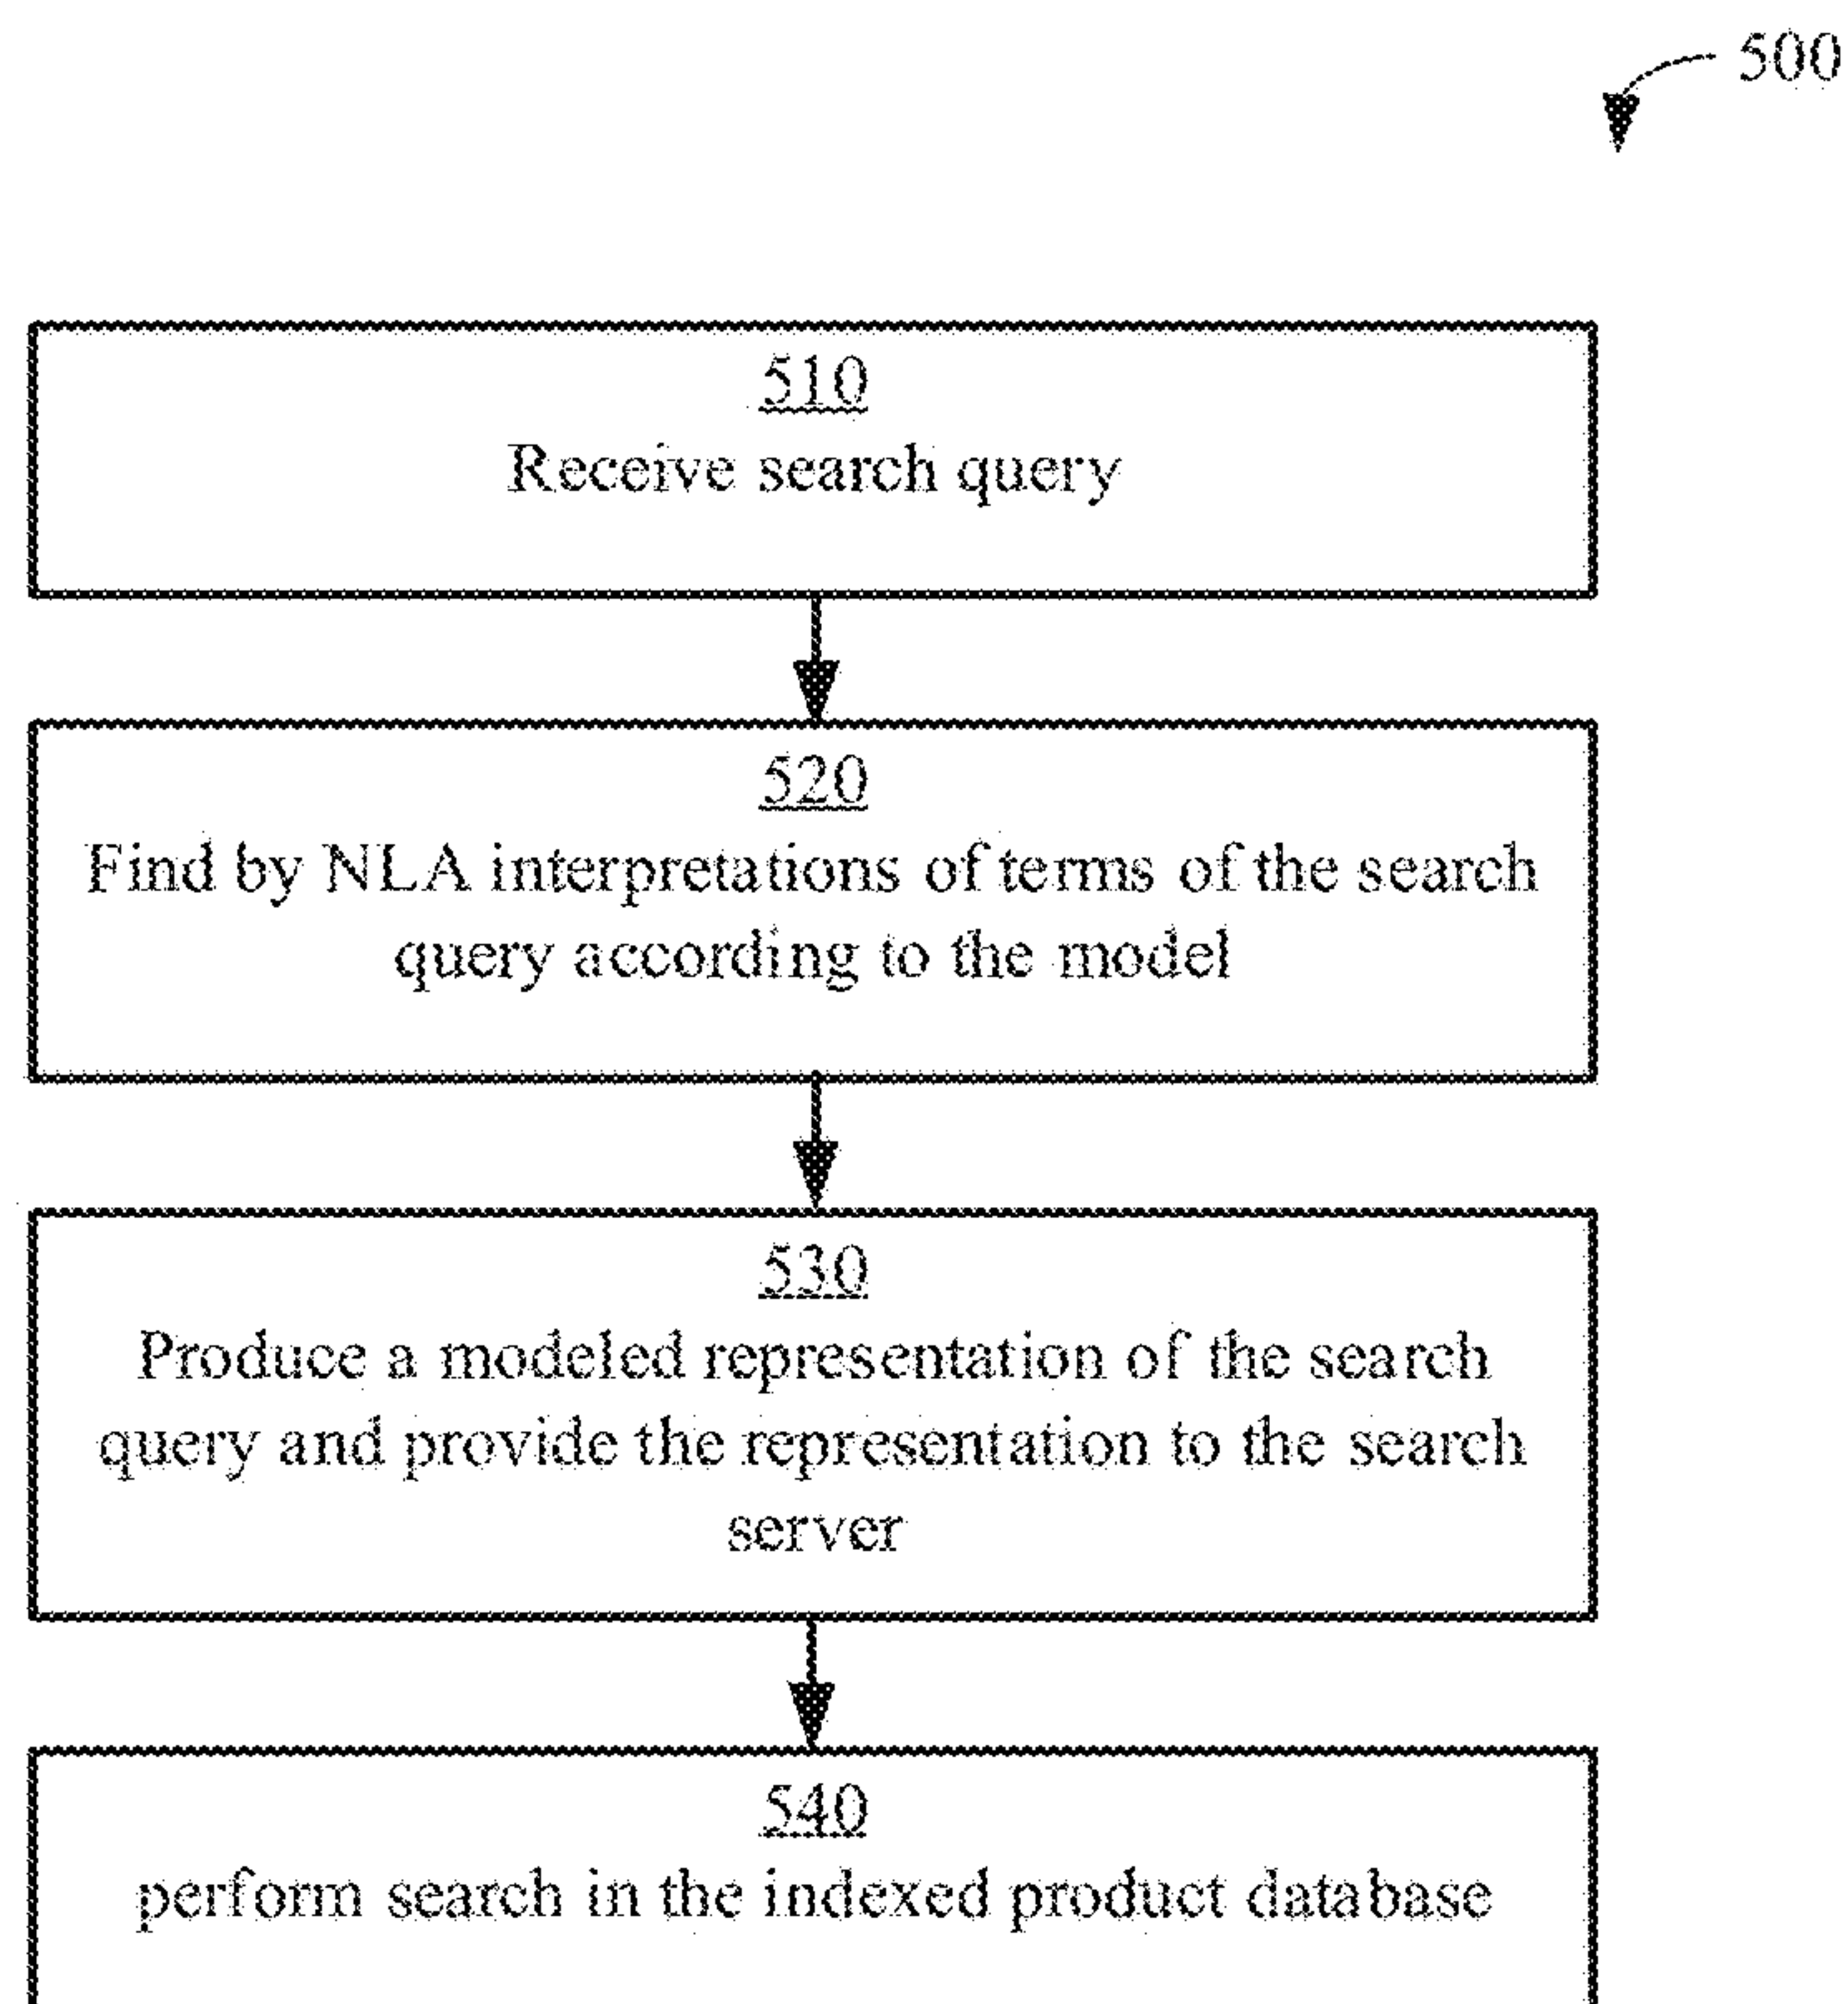 500
510
Receive search query
520
Find by NLA interpretations of terms of the search
query according to the model
530
Produce a modeled representation of the search
query and provide the representation to the search
server
540
perform search in the indexed product database